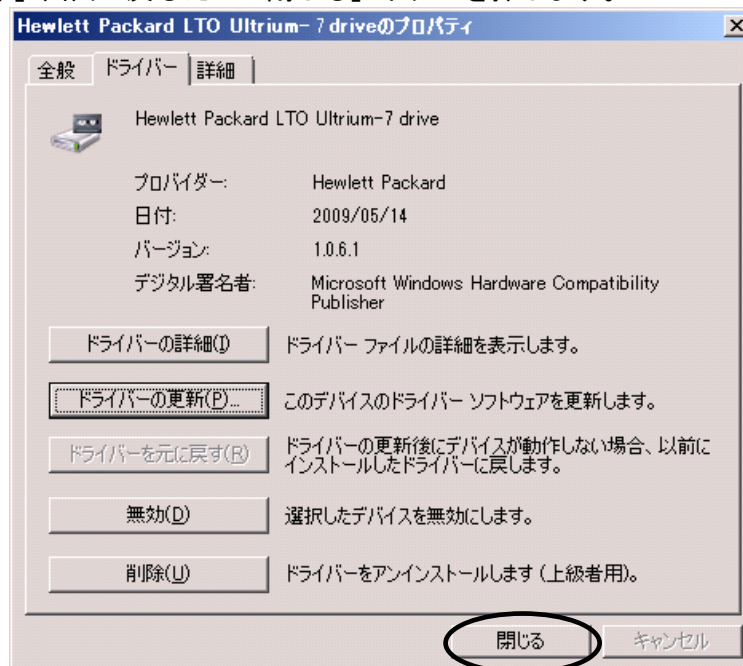 Hewlett Packard LTO Ultrium-7 driveのプロパティ
全般 ドライバー 詳細
Hewlett Packard LTO Ultrium-7 drive
プロバイダー: Hewlett Packard
日付: 2009/05/14
バージョン: 1.0.6.1
デジタル署名者: Microsoft Windows Hardware Compatibility
Publisher
ドライバーの詳細(I) ドライバー ファイルの詳細を表示します。
ドライバーの更新(P)... このデバイスのドライバー ソフトウェアを更新します。
ドライバーを元に戻す(R) ドライバーの更新後にデバイスが動作しない場合、以前に
インストールしたドライバーに戻します。
無効(D) 選択したデバイスを無効にします。
削除(U) ドライバーをアンインストールします (上級者用)。
閉じる キャンセル